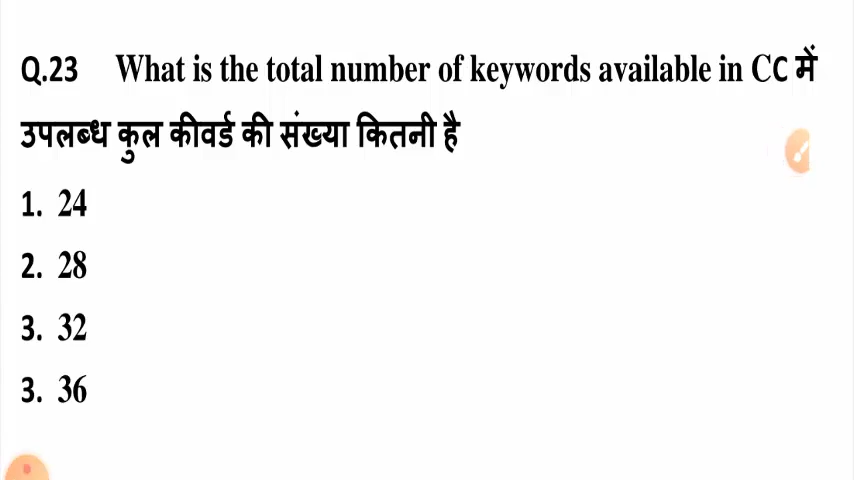 Q.23 What is the total number of keywords available in CC में
उपलब्ध कुल कीवर्ड की संख्या कितनी है
1. 24
2. 28
3. 32
3. 36